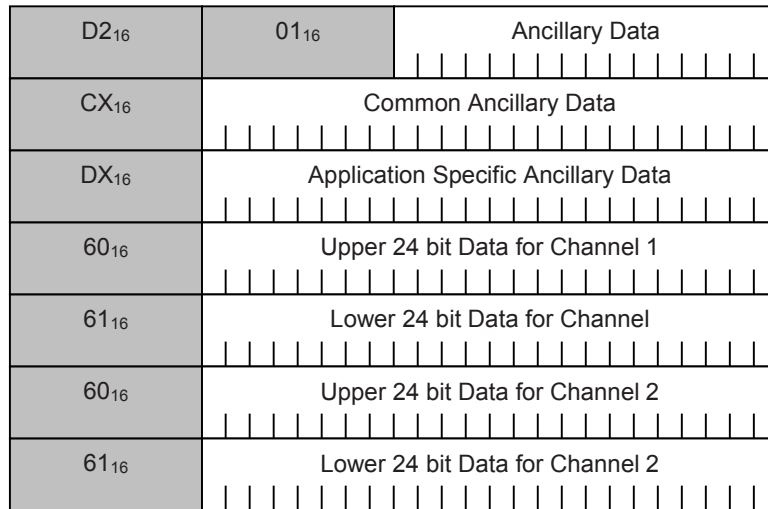 D2₁₆ 01₁₆ Ancillary Data
CX₁₆ Common Ancillary Data
DX₁₆ Application Specific Ancillary Data
60₁₆ Upper 24 bit Data for Channel 1
61₁₆ Lower 24 bit Data for Channel
60₁₆ Upper 24 bit Data for Channel 2
61₁₆ Lower 24 bit Data for Channel 2